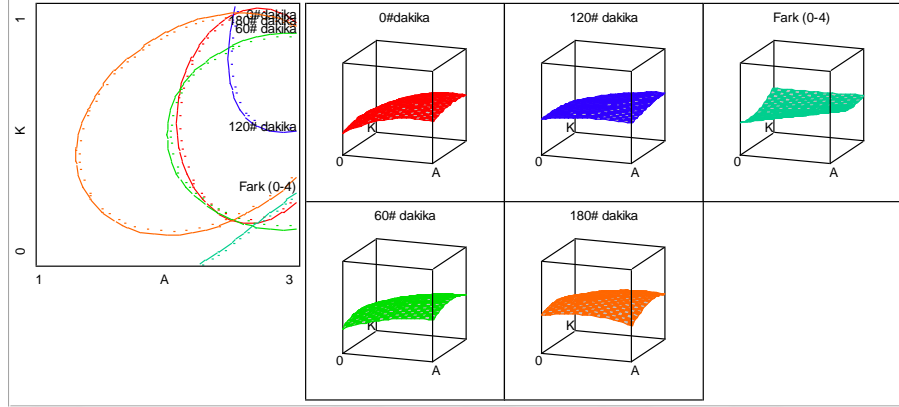 1
K
0
1
A
3
0#dakika
180# dakika
60# dakika
120# dakika
Fark (0-4)
0#dakika
K
0
A
120# dakika
K
0
A
Fark (0-4)
K
0
A
60# dakika
K
0
A
180# dakika
K
0
A